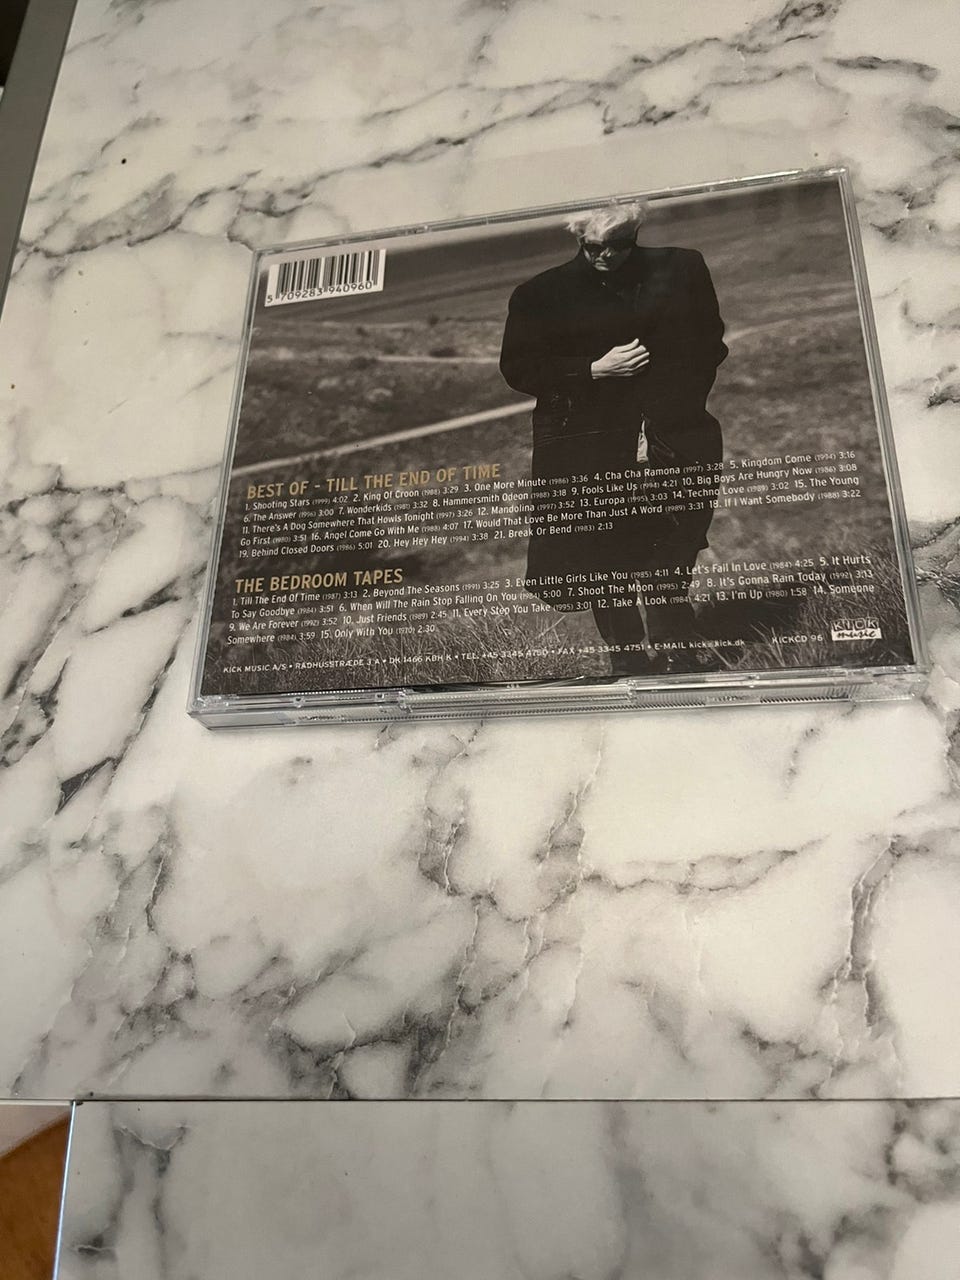 5 709283 940960
BEST OF - TILL THE END OF TIME
1. Shooting Stars (1999) 4:02 2. King Of Croon (1981) 3:29 3. One More Minute (1986) 3:36 4. Cha Cha Ramona (1997) 3:28 5. Kingdom Come (1994) 3:16
6. The Answer (1996) 3:00 7. Wonderkids (1981) 3:32 8. Hammersmith Odeon (1983) 3:18 9. Fools Like Us (1994) 4:21 10. Big Boys Are Hungry Now (1986) 3:08
11. There's A Dog Somewhere That Howls Tonight (1997) 3:26 12. Mandolina (1997) 3:52 13. Europa (1995) 3:03 14. Techno Love (1989) 3:02 15. The Young
Go First (1980) 3:51 16. Angel Come Go With Me (1988) 4:07 17. Would That Love Be More Than Just A Word (1989) 3:31 18. If I Want Somebody (1988) 3:22
19. Behind Closed Doors (1986) 5:01 20. Hey Hey Hey (1994) 3:38 21. Break Or Bend (1983) 2:13
THE BEDROOM TAPES
1. Till The End Of Time (1987) 3:13 2. Beyond The Seasons (1991) 3:25 3. Even Little Girls Like You (1985) 4:11 4. Let's Fall In Love (1984) 4:25 5. It Hurts
To Say Goodbye (1984) 3:51 6. When Will The Rain Stop Falling On You (1984) 5:00 7. Shoot The Moon (1995) 2:49 8. It's Gonna Rain Today (1992) 3:13
9. We Are Forever (1992) 3:52 10. Just Friends (1989) 2:45 11. Every Step You Take (1995) 3:01 12. Take A Look (1984) 4:21 13. I'm Up (1980) 1:58 14. Someone
Somewhere (1984) 3:59 15. Only With You (1970) 2:30
KICK MUSIC A/S • RÅDHUSSTRÆDE 3 A • DK 1466 KBH K • TEL. +45 3345 4750 • FAX +45 3345 4751 • E-MAIL kick@kick.dk KICKCD 96 KICK music